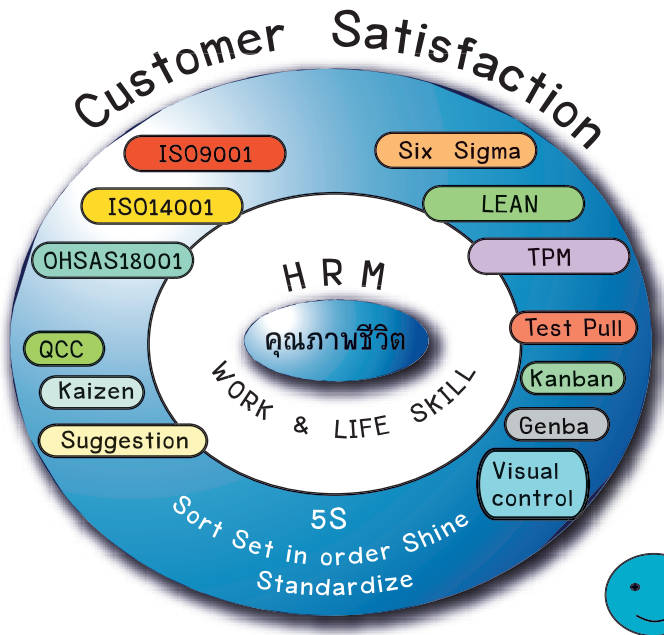 Customer Satisfaction
ISO9001
ISO14001
OHSAS18001
QCC
Kaizen
Suggestion
Six Sigma
LEAN
TPM
Test Pull
Kanban
Genba
Visual
control
HRM
คุณภาพชีวิต
WORK & LIFE SKILL
5S
Sort Set in order Shine
Standardize